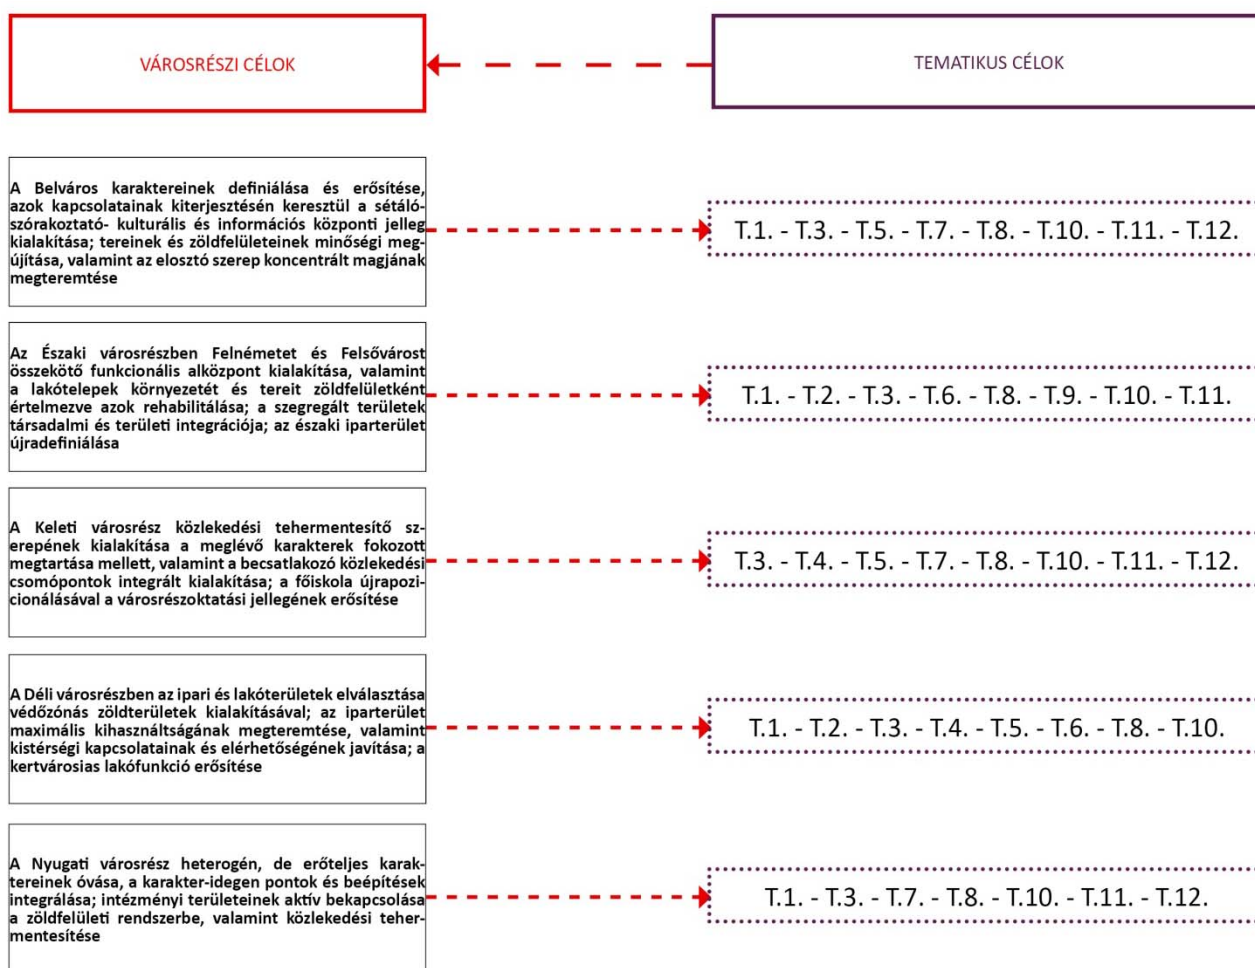 VÁROSRÉSZI CÉLOK
TEMATIKUS CÉLOK
A Belváros karaktereinek definiálása és erősítése,
azok kapcsolatainak kiterjesztésén keresztül a sétáló-
szórakoztató- kulturális és információs központi jelleg
kialakítása; tereinek és zöldfelületeinek minőségi meg-
újítása, valamint az elosztó szerep koncentrált magjának
megteremtése
T.1. - T.3. - T.5. - T.7. - T.8. - T.10. - T.11. - T.12.
Az Északi városrészben Felnémetet és Felsővárost
összekötő funkcionális alközpont kialakítása, valamint
a lakótelepek környezetét és tereit zöldfelületként
értelmezve azok rehabilitálása; a szegregált területek
társadalmi és területi integrációja; az északi iparterület
újradefiniálása
T.1. - T.2. - T.3. - T.6. - T.8. - T.9. - T.10. - T.11.
A Keleti városrész közlekedési tehermentesítő sz-
erepének kialakítása a meglévő karakterek fokozott
megtartása mellett, valamint a becsatlakozó közlekedési
csomópontok integrált kialakítása; a főiskola újrapozi-
cionálásával a városrészoktatási jellegének erősítése
T.3. - T.4. - T.5. - T.7. - T.8. - T.10. - T.11. - T.12.
A Déli városrészben az ipari és lakóterületek elválasztása
védőzónás zöldterületek kialakításával; az iparterület
maximális kihasználtságának megteremtése, valamint
kistérségi kapcsolatainak és elérhetőségének javítása; a
kertvárosias lakófunkció erősítése
T.1. - T.2. - T.3. - T.4. - T.5. - T.6. - T.8. - T.10.
A Nyugati városrész heterogén, de erőteljes karak-
tereinek óvása, a karakter-idegen pontok és beépítések
integrálása; intézményi területeinek aktív bekapcsolása
a zöldfelületi rendszerbe, valamint közlekedési teher-
mentesítése
T.1. - T.3. - T.7. - T.8. - T.10. - T.11. - T.12.